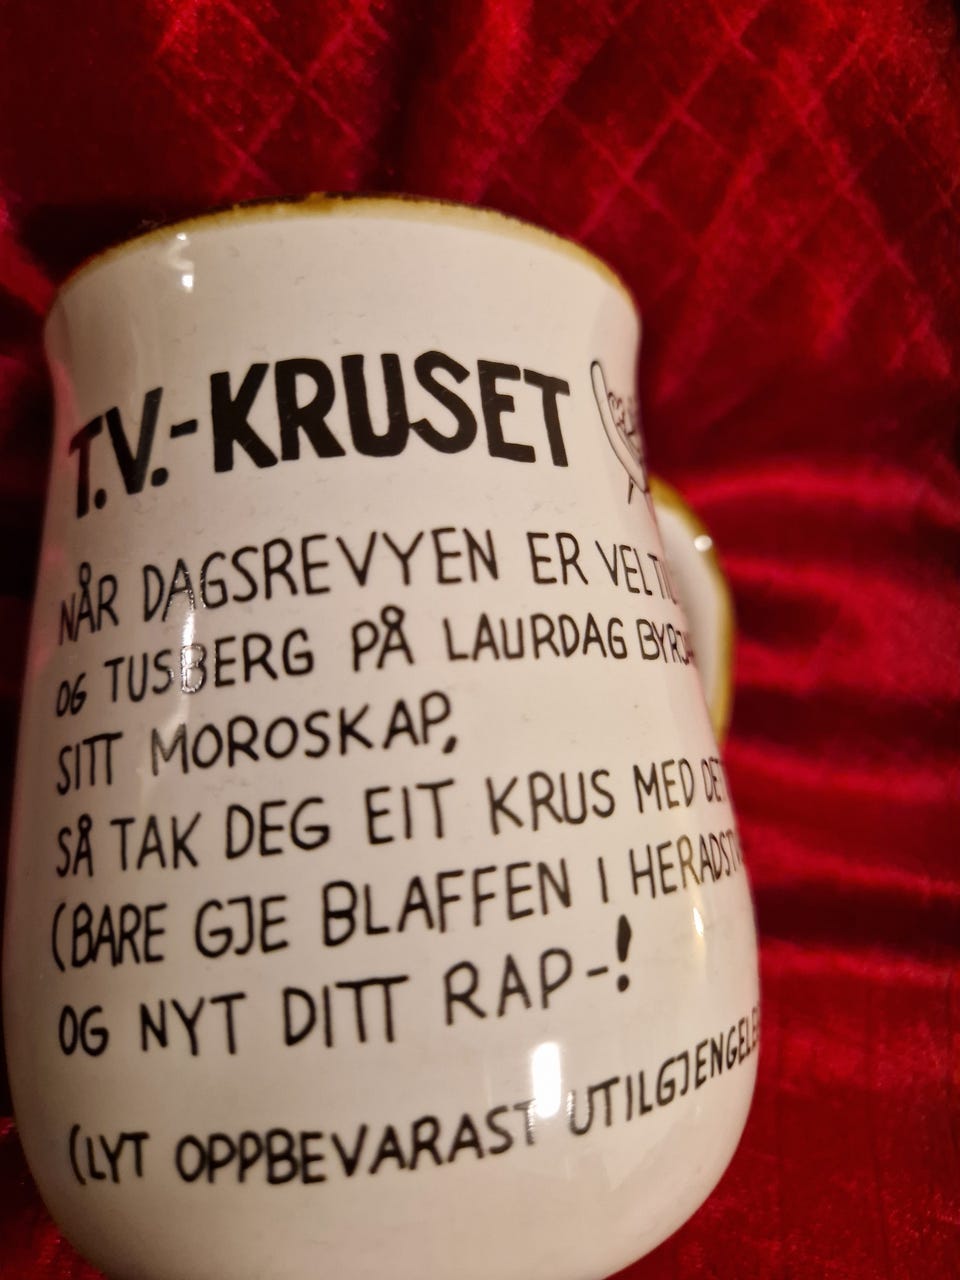 T.V.-KRUSET
NÅR DAGSREVYEN ER
OG TUSBERG PÅ LAURDAG
SITT MOROSKAP,
SÅ TAK DEG EIT KRUS MED
(BARE GJE BLAFFEN I
OG NYT DITT RAP-!
(LYT OPPBEVARAST